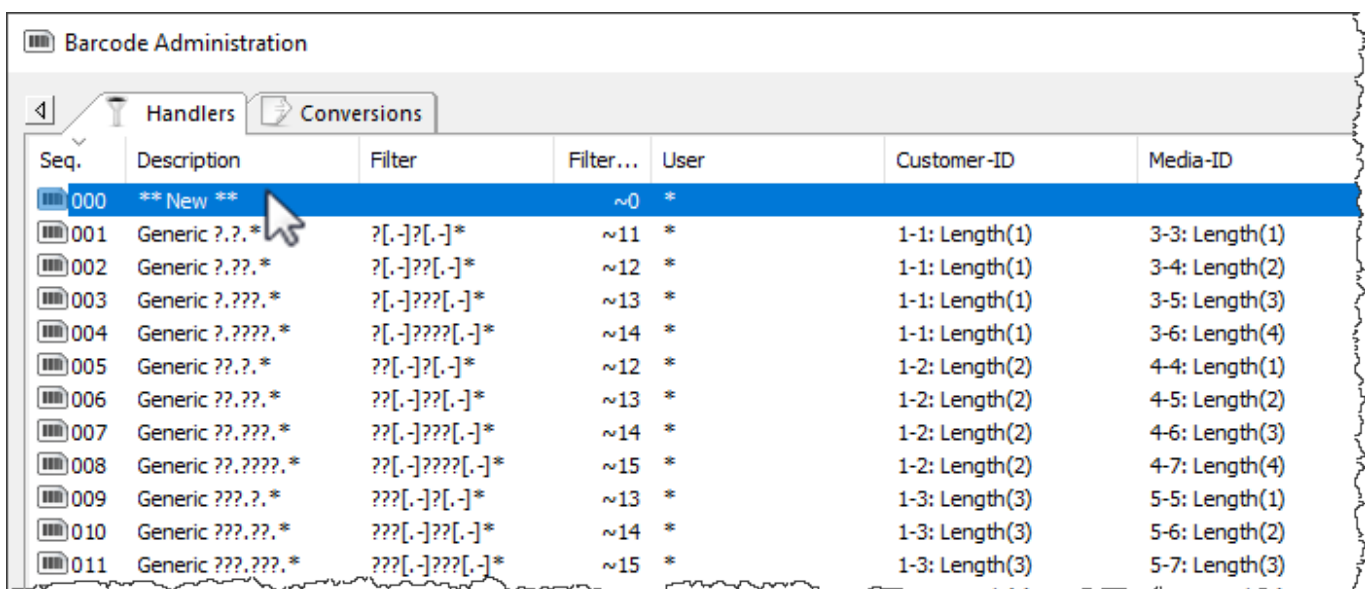 Barcode Administration
Handlers Conversions
Seq. Description Filter Filter... User Customer-ID Media-ID
000 ** New ** ~0 *
001 Generic ?.?.* ?[.-]?[.-]* ~11 * 1-1: Length(1) 3-3: Length(1)
002 Generic ?.??.* ?[.-]??[.-]* ~12 * 1-1: Length(1) 3-4: Length(2)
003 Generic ?.???.* ?[.-]???[.-]* ~13 * 1-1: Length(1) 3-5: Length(3)
004 Generic ?.????.* ?[.-]????[.-]* ~14 * 1-1: Length(1) 3-6: Length(4)
005 Generic ??.?.* ??[.-]?[.-]* ~12 * 1-2: Length(2) 4-4: Length(1)
006 Generic ??.??.* ??[.-]??[.-]* ~13 * 1-2: Length(2) 4-5: Length(2)
007 Generic ??.???.* ??[.-]???[.-]* ~14 * 1-2: Length(2) 4-6: Length(3)
008 Generic ??.????.* ??[.-]????[.-]* ~15 * 1-2: Length(2) 4-7: Length(4)
009 Generic ???.?.* ???[.-]?[.-]* ~13 * 1-3: Length(3) 5-5: Length(1)
010 Generic ???.??.* ???[.-]??[.-]* ~14 * 1-3: Length(3) 5-6: Length(2)
011 Generic ???.???.* ???[.-]???[.-]* ~15 * 1-3: Length(3) 5-7: Length(3)